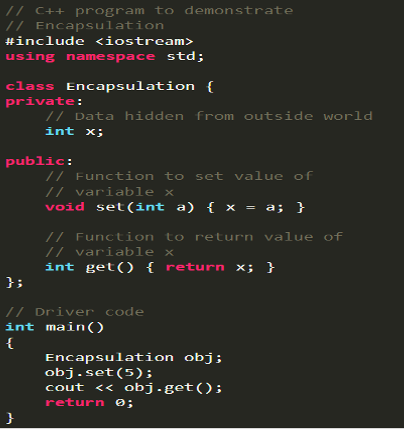 // C++ program to demonstrate
// Encapsulation
#include <iostream>
using namespace std;

class Encapsulation {
private:
    // Data hidden from outside world
    int x;

public:
    // Function to set value of
    // variable x
    void set(int a) { x = a; }

    // Function to return value of
    // variable x
    int get() { return x; }
};

// Driver code
int main()
{
    Encapsulation obj;
    obj.set(5);
    cout << obj.get();
    return 0;
}